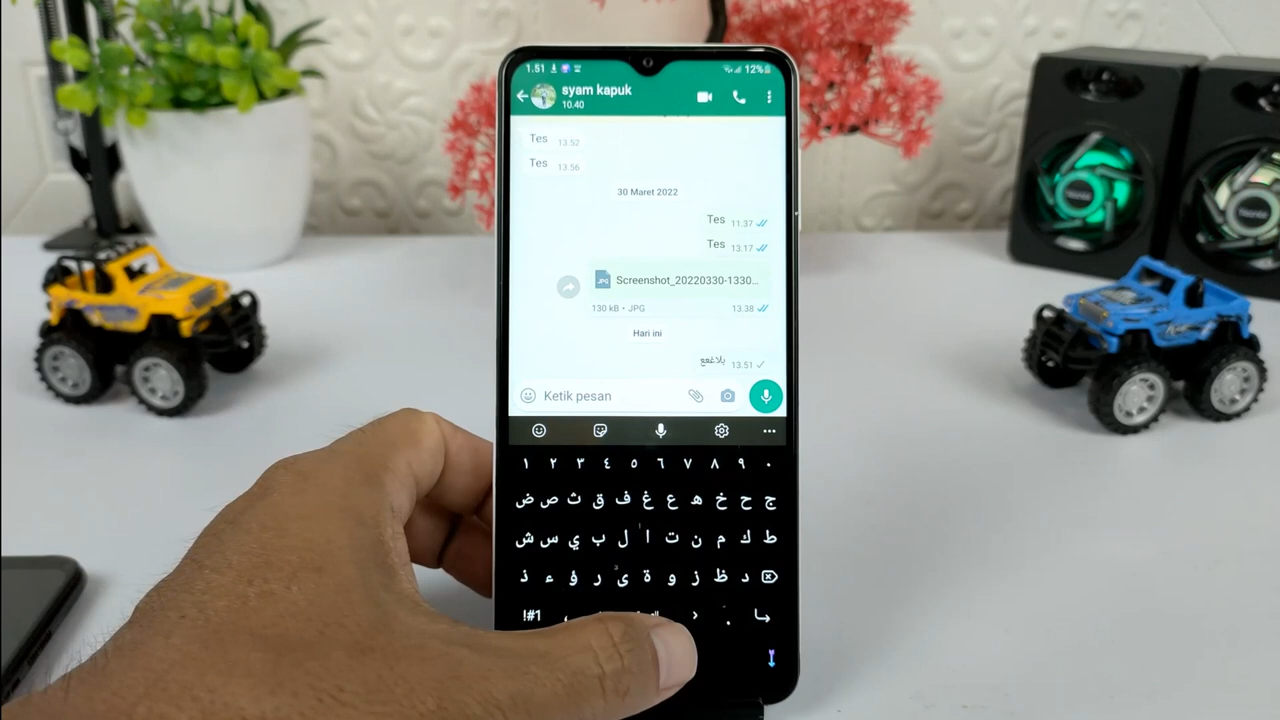 1.51 12%
syam kapuk
10.40
Tes 13.52
Tes 13.56
30 Maret 2022
Tes 11.37
Tes 13.17
JPG Screenshot_20220330-1330...
130 kB • JPG 13.38
Hari ini
بلاغعع 13.51
Ketik pesan
١ ٢ ٣ ٤ ٥ ٦ ٧ ٨ ٩ ٠
ض ص ث ق ف غ ع ه خ ح ج
ش س ي ب ل ا ت ن م ك ط
ذ ء ؤ ر ى ة و ز ظ د
!#1 ،